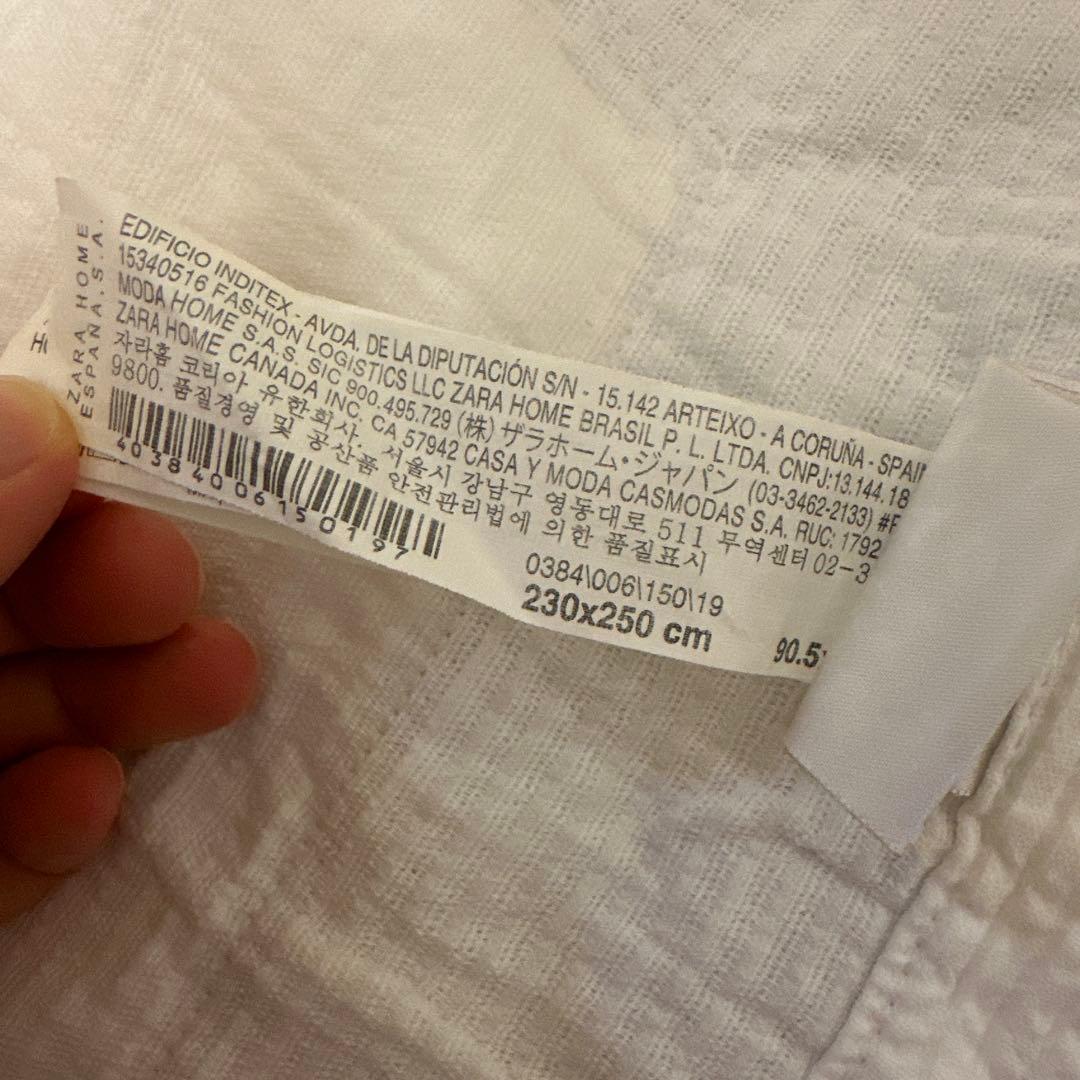 ZARA HOME
ESPAÑA, S.A.
EDIFICIO INDITEX - AVDA. DE LA DIPUTACIÓN S/N - 15.142 ARTEIXO - A CORUÑA - SPAIN
15340516 FASHION LOGISTICS LLC ZARA HOME BRASIL P. L. LTDA. CNPJ:13.144.18
MODA HOME S.A.S. SIC 900.495.729 (株) ザラホーム・ジャパン (03-3462-2133) #F
ZARA HOME CANADA INC. CA 57942 CASA Y MODA CASMODAS S.A. RUC: 1792
자라홈 코리아 유한회사. 서울시 강남구 영동대로 511 무역센터 02-3
9800. 품질경영 및 공산품 안전관리법에 의한 품질표시
4038400615019 7
0384\006\150\19
230x250 cm
90.5